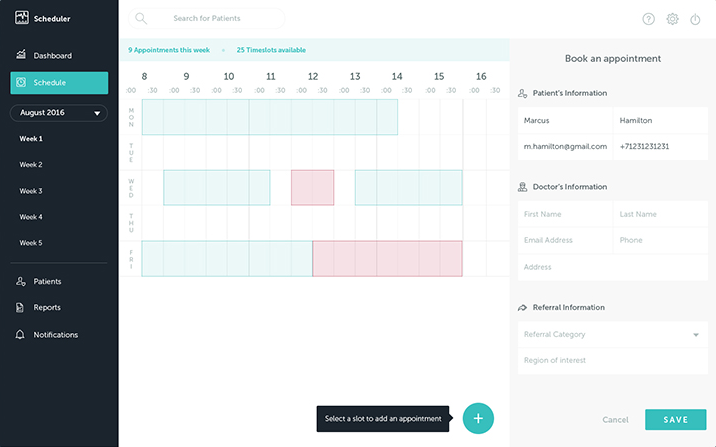 Scheduler
Dashboard
Schedule
August 2016
Week 1
Week 2
Week 3
Week 4
Week 5
Patients
Reports
Notifications
Search for Patients
9 Appointments this week
25 Timeslots available
8 9 10 11 12 13 14 15 16
:00 :30 :00 :30 :00 :30 :00 :30 :00 :30 :00 :30 :00 :30 :00 :30 :00 :30
MON
TUE
WED
THU
FRI
Select a slot to add an appointment
+
?
Book an appointment
Patient's Information
Marcus Hamilton
m.hamilton@gmail.com +71231231231
Doctor's Information
First Name Last Name
Email Address Phone
Address
Referral Information
Referral Category
Region of interest
Cancel SAVE